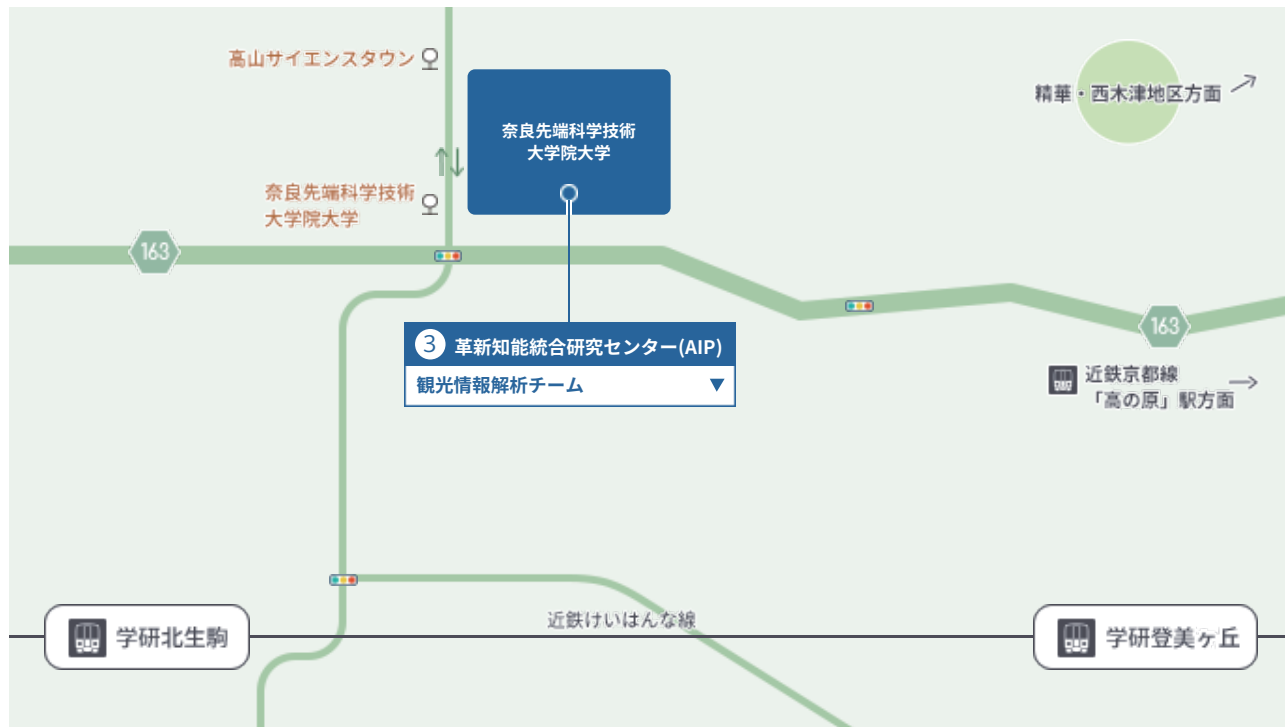 高山サイエンスタウン
精華・西木津地区方面
奈良先端科学技術
大学院大学
奈良先端科学技術
大学院大学
163
163
③ 革新知能統合研究センター(AIP)
観光情報解析チーム ▼
近鉄京都線
「高の原」駅方面
近鉄けいはんな線
学研北生駒
学研登美ヶ丘